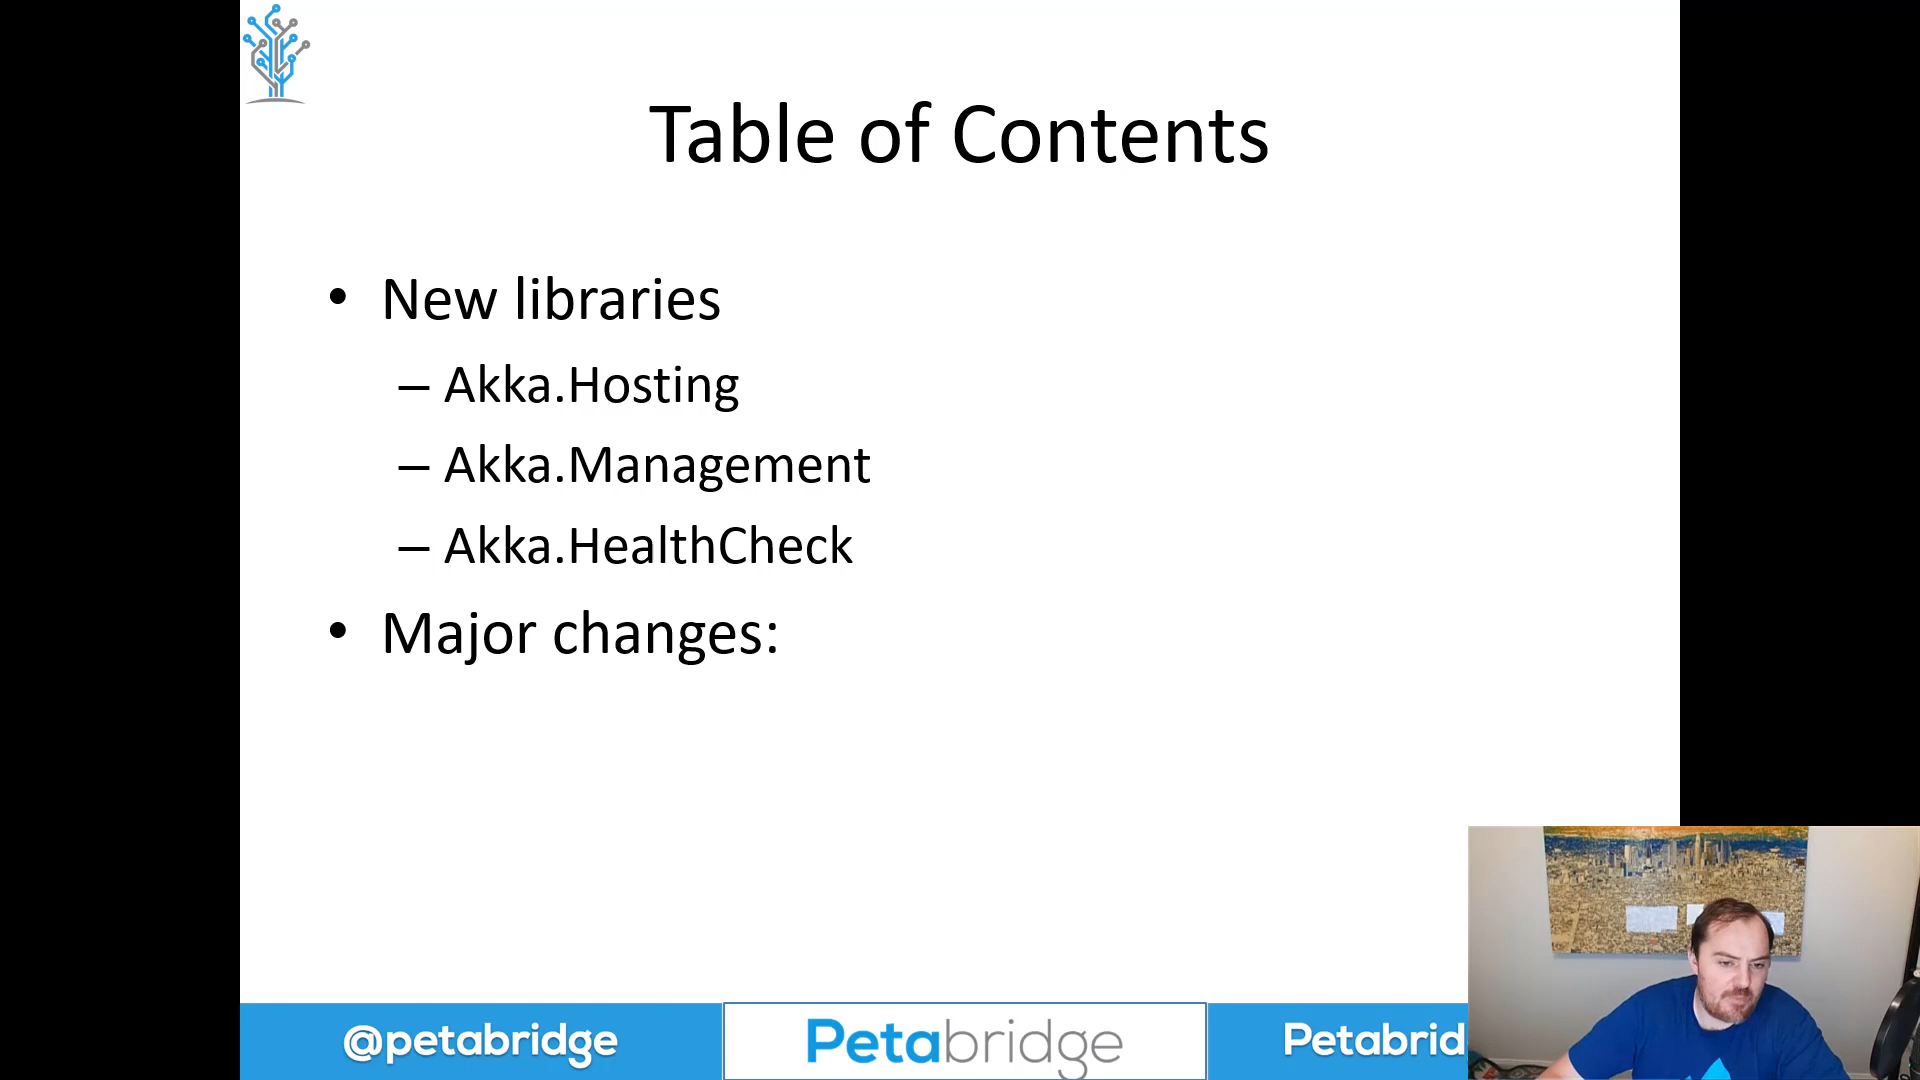 Table of Contents
• New libraries
– Akka.Hosting
– Akka.Management
– Akka.HealthCheck
• Major changes:
@petabridge
Petabridge
Petabrid